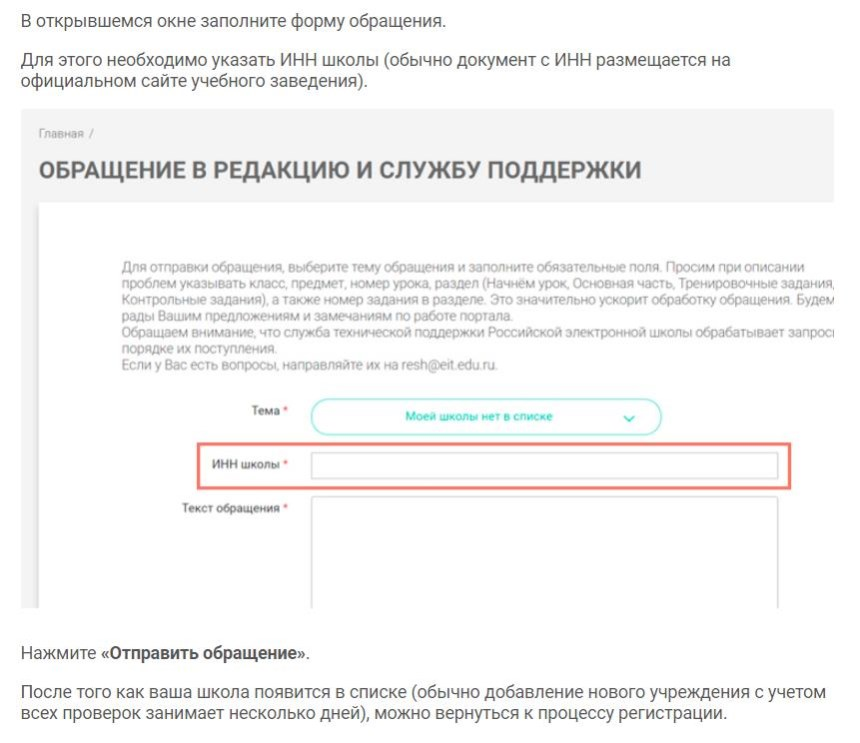 В открывшемся окне заполните форму обращения.
Для этого необходимо указать ИНН школы (обычно документ с ИНН размещается на
официальном сайте учебного заведения).
Главная /
ОБРАЩЕНИЕ В РЕДАКЦИЮ И СЛУЖБУ ПОДДЕРЖКИ
Для отправки обращения, выберите тему обращения и заполните обязательные поля. Просим при описании
проблем указывать класс, предмет, номер урока, раздел (Начнём урок, Основная часть, Тренировочные задания,
Контрольные задания), а также номер задания в разделе. Это значительно ускорит обработку обращения. Будем
рады Вашим предложениям и замечаниям по работе портала.
Обращаем внимание, что служба технической поддержки Российской электронной школы обрабатывает запрос
порядке их поступления.
Если у Вас есть вопросы, направляйте их на resh@eit.edu.ru.
Тема * Моей школы нет в списке
ИНН школы *
Текст обращения *
Нажмите «Отправить обращение».
После того как ваша школа появится в списке (обычно добавление нового учреждения с учетом
всех проверок занимает несколько дней), можно вернуться к процессу регистрации.